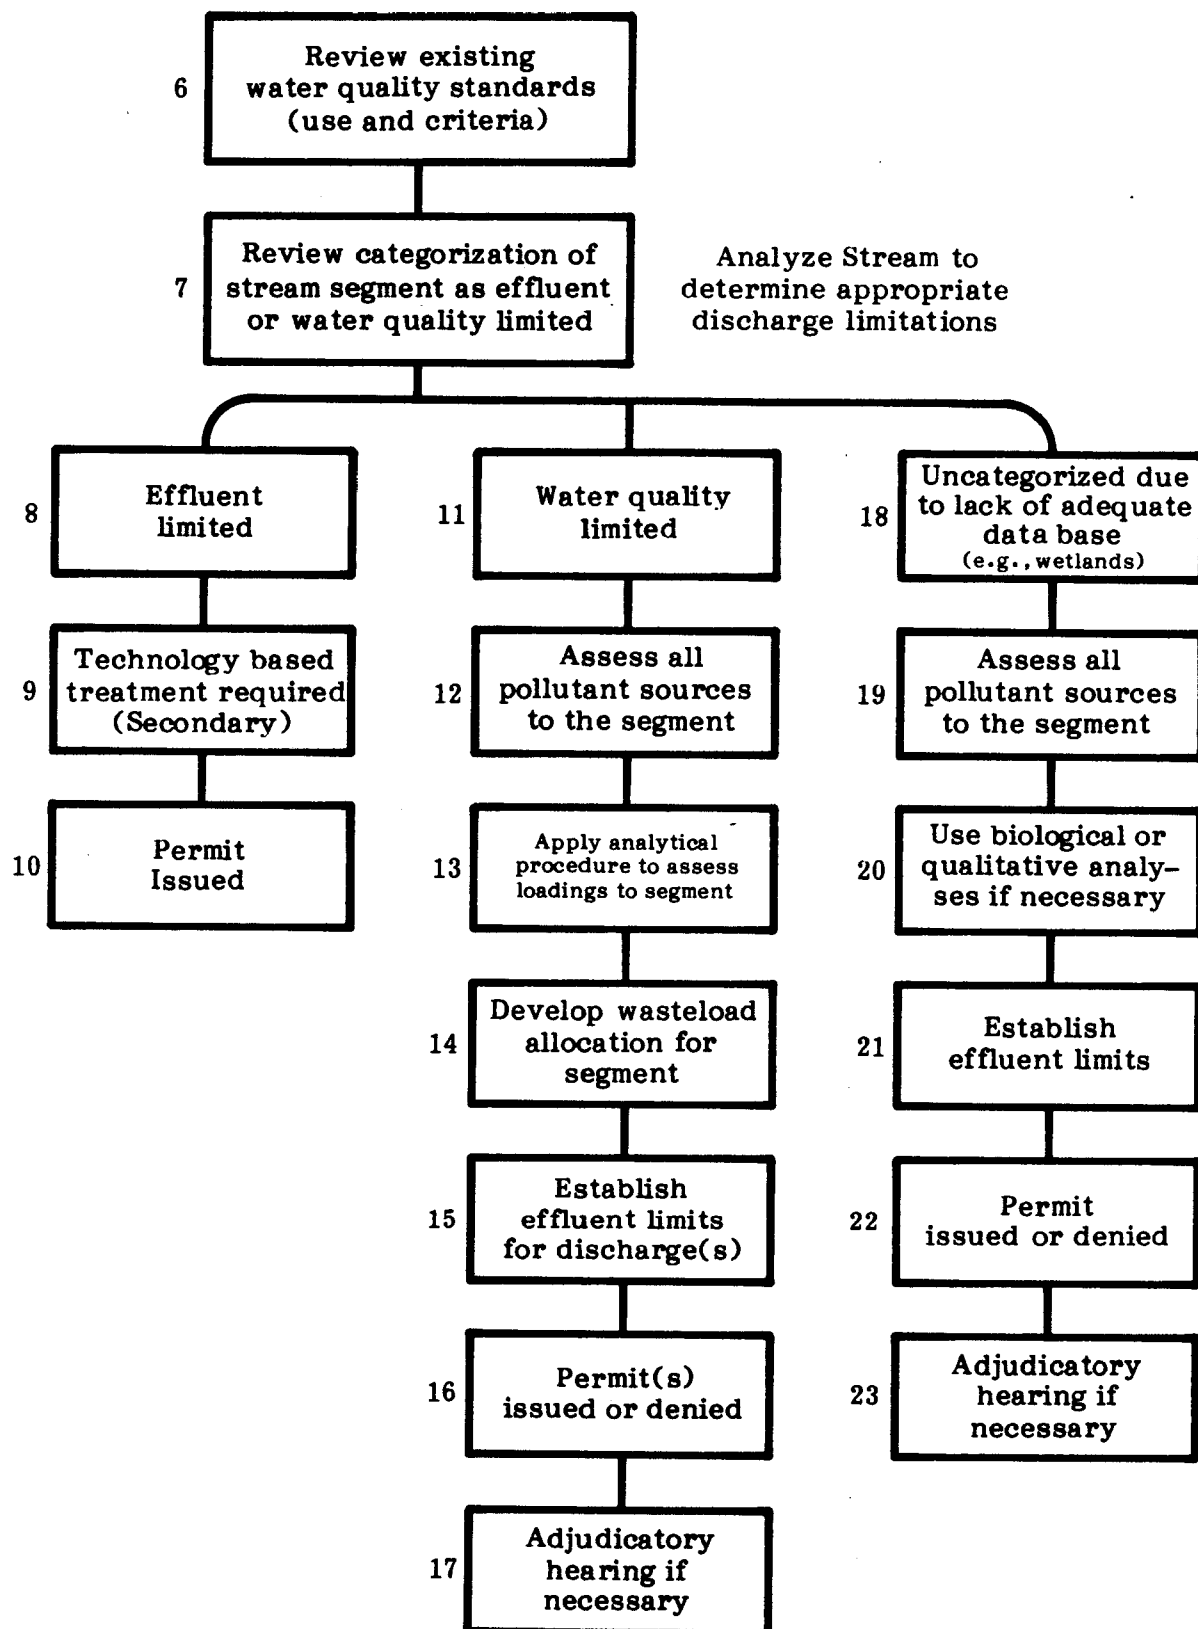 6
Review existing
water quality standards
(use and criteria)
7
Review categorization of
stream segment as effluent
or water quality limited
Analyze Stream to
determine appropriate
discharge limitations
8
Effluent
limited
9
Technology based
treatment required
(Secondary)
10
Permit
Issued
11
Water quality
limited
12
Assess all
pollutant sources
to the segment
13
Apply analytical
procedure to assess
loadings to segment
14
Develop wasteload
allocation for
segment
15
Establish
effluent limits
for discharge(s)
16
Permit(s)
issued or denied
17
Adjudicatory
hearing if
necessary
18
Uncategorized due
to lack of adequate
data base
(e.g., wetlands)
19
Assess all
pollutant sources
to the segment
20
Use biological or
qualitative analy-
ses if necessary
21
Establish
effluent limits
22
Permit
issued or denied
23
Adjudicatory
hearing if
necessary